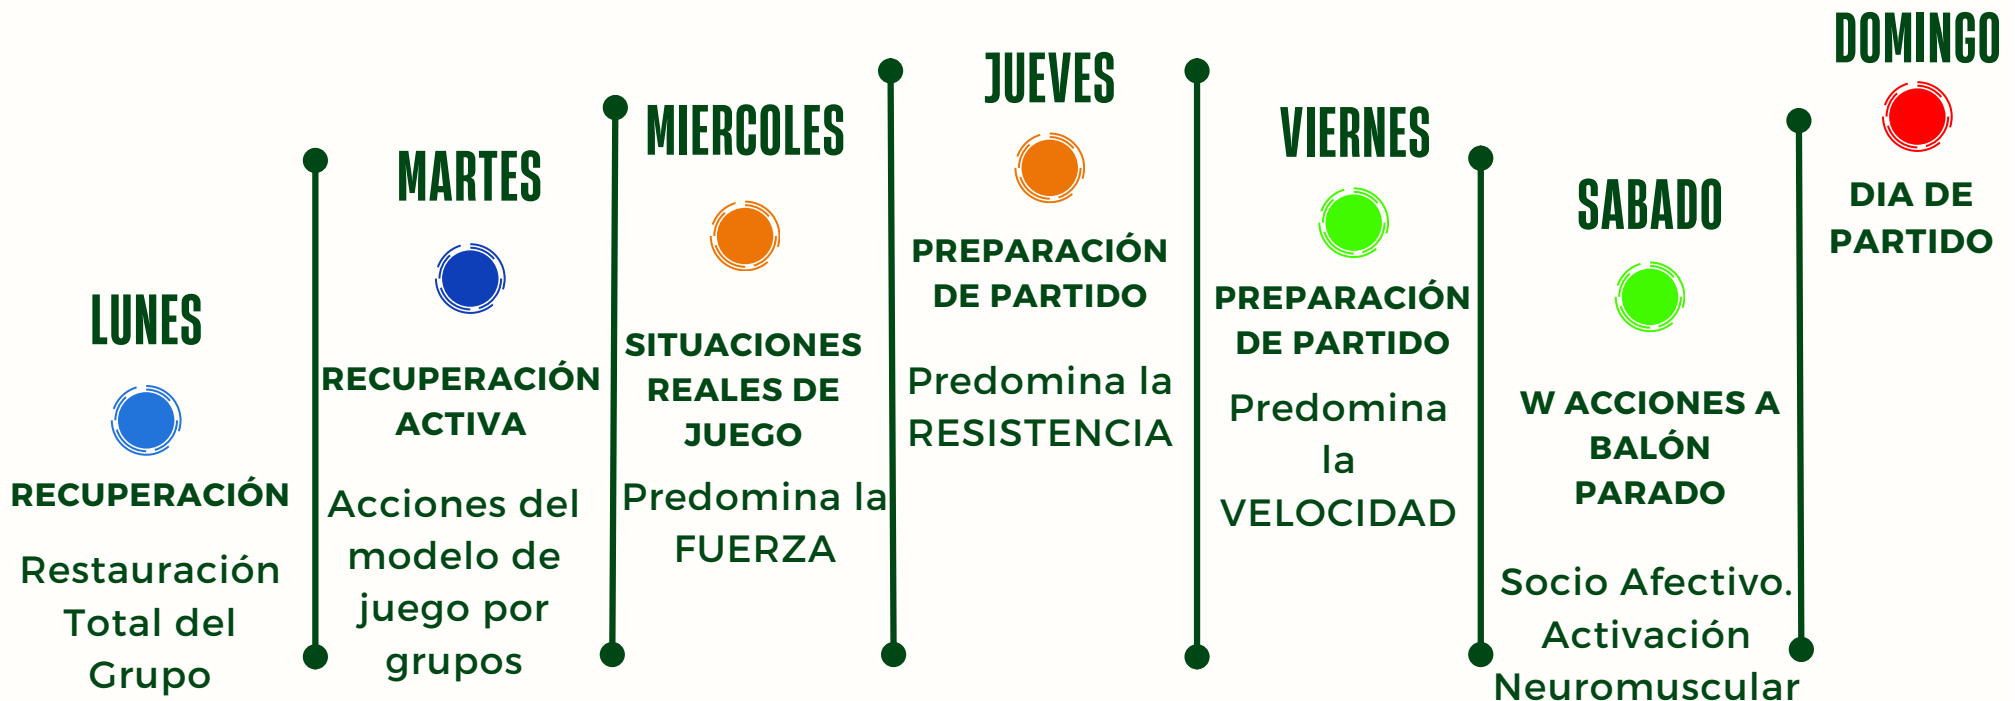 LUNES
RECUPERACIÓN
Restauración
Total del
Grupo
MARTES
RECUPERACIÓN
ACTIVA
Acciones del
modelo de
juego por
grupos
MIERCOLES
SITUACIONES
REALES DE
JUEGO
Predomina la
FUERZA
JUEVES
PREPARACIÓN
DE PARTIDO
Predomina la
RESISTENCIA
VIERNES
PREPARACIÓN
DE PARTIDO
Predomina
la
VELOCIDAD
SABADO
W ACCIONES A
BALÓN
PARADO
Socio Afectivo.
Activación
Neuromuscular
DOMINGO
DIA DE
PARTIDO